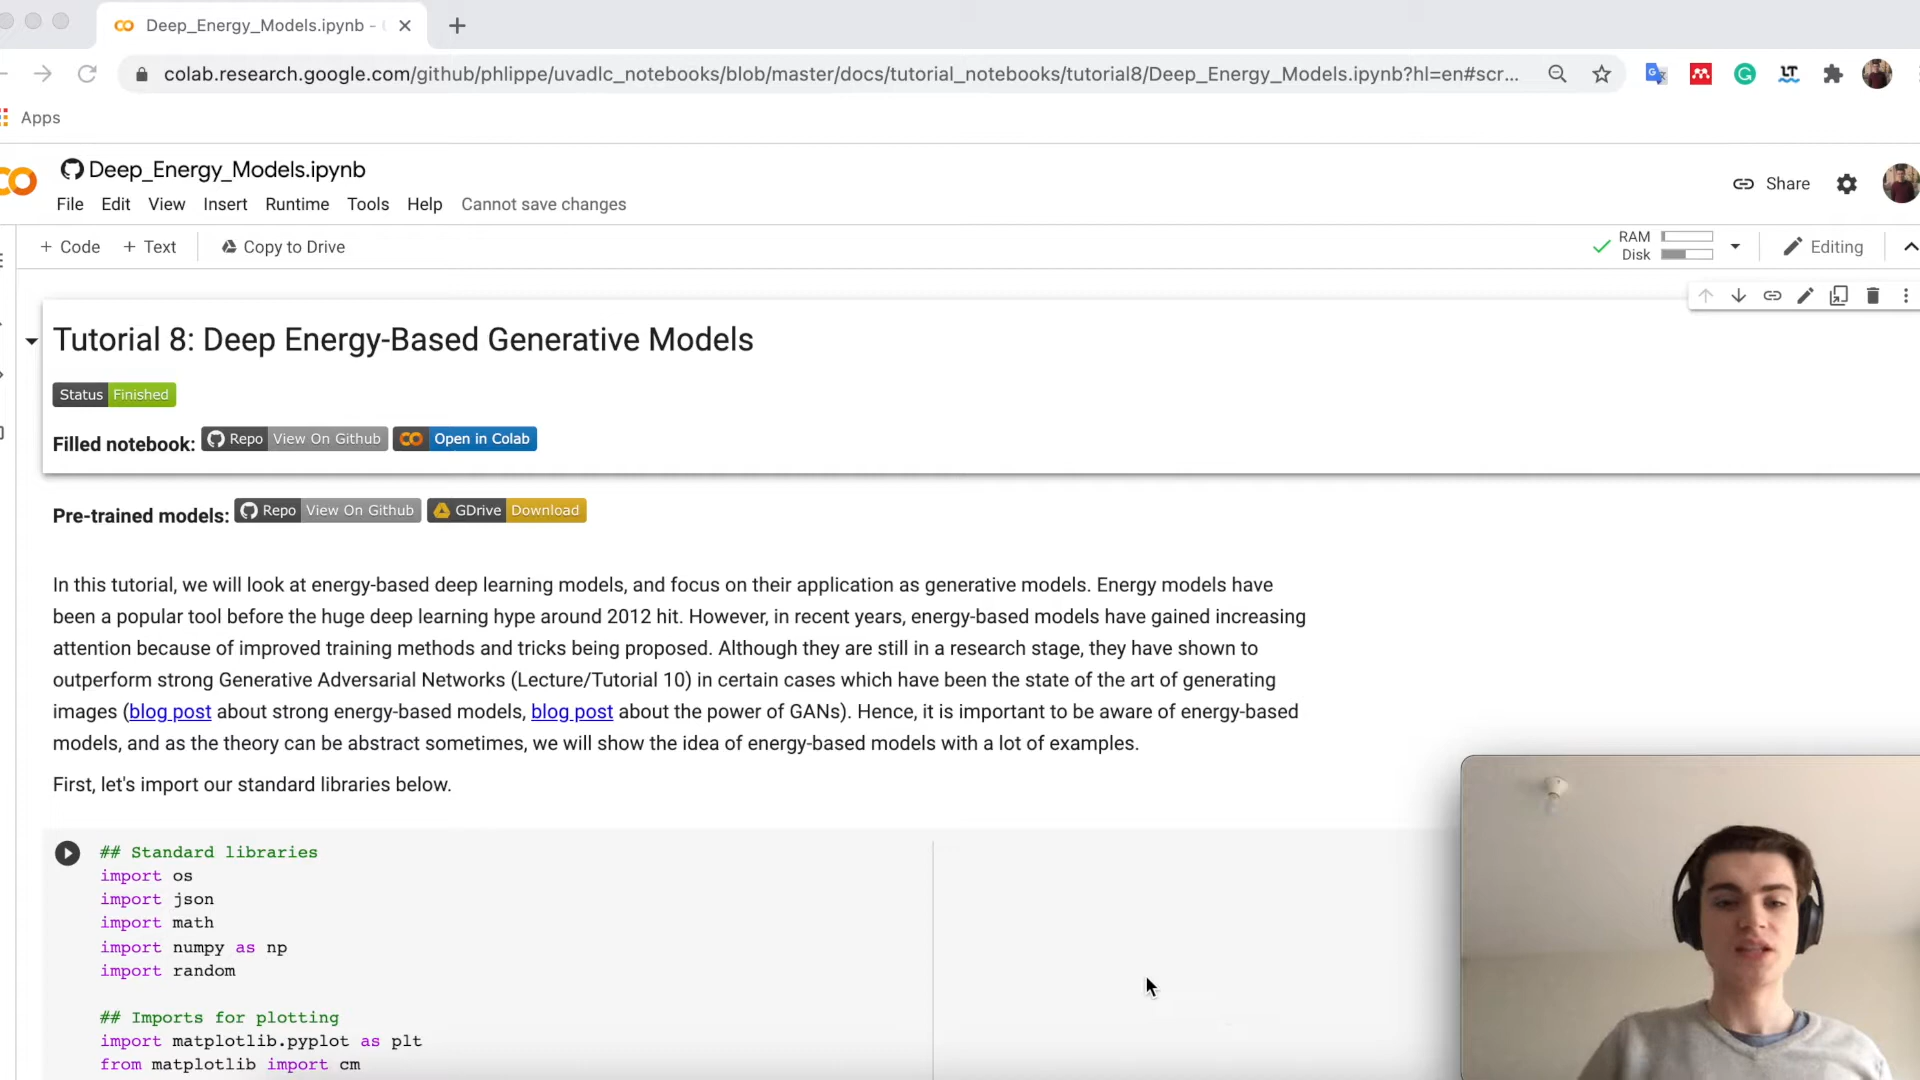 Deep_Energy_Models.ipynb -
colab.research.google.com/github/phlippe/uvadlc_notebooks/blob/master/docs/tutorial_notebooks/tutorial8/Deep_Energy_Models.ipynb?hl=en#scr...
Apps
Deep_Energy_Models.ipynb
Share
File Edit View Insert Runtime Tools Help Cannot save changes
+ Code + Text Copy to Drive
RAM
Disk
Editing
Tutorial 8: Deep Energy-Based Generative Models
Status Finished
Filled notebook: Repo View On Github Open in Colab
Pre-trained models: Repo View On Github GDrive Download
In this tutorial, we will look at energy-based deep learning models, and focus on their application as generative models. Energy models have
been a popular tool before the huge deep learning hype around 2012 hit. However, in recent years, energy-based models have gained increasing
attention because of improved training methods and tricks being proposed. Although they are still in a research stage, they have shown to
outperform strong Generative Adversarial Networks (Lecture/Tutorial 10) in certain cases which have been the state of the art of generating
images (blog post about strong energy-based models, blog post about the power of GANs). Hence, it is important to be aware of energy-based
models, and as the theory can be abstract sometimes, we will show the idea of energy-based models with a lot of examples.
First, let's import our standard libraries below.
## Standard libraries
import os
import json
import math
import numpy as np
import random
## Imports for plotting
import matplotlib.pyplot as plt
from matplotlib import cm